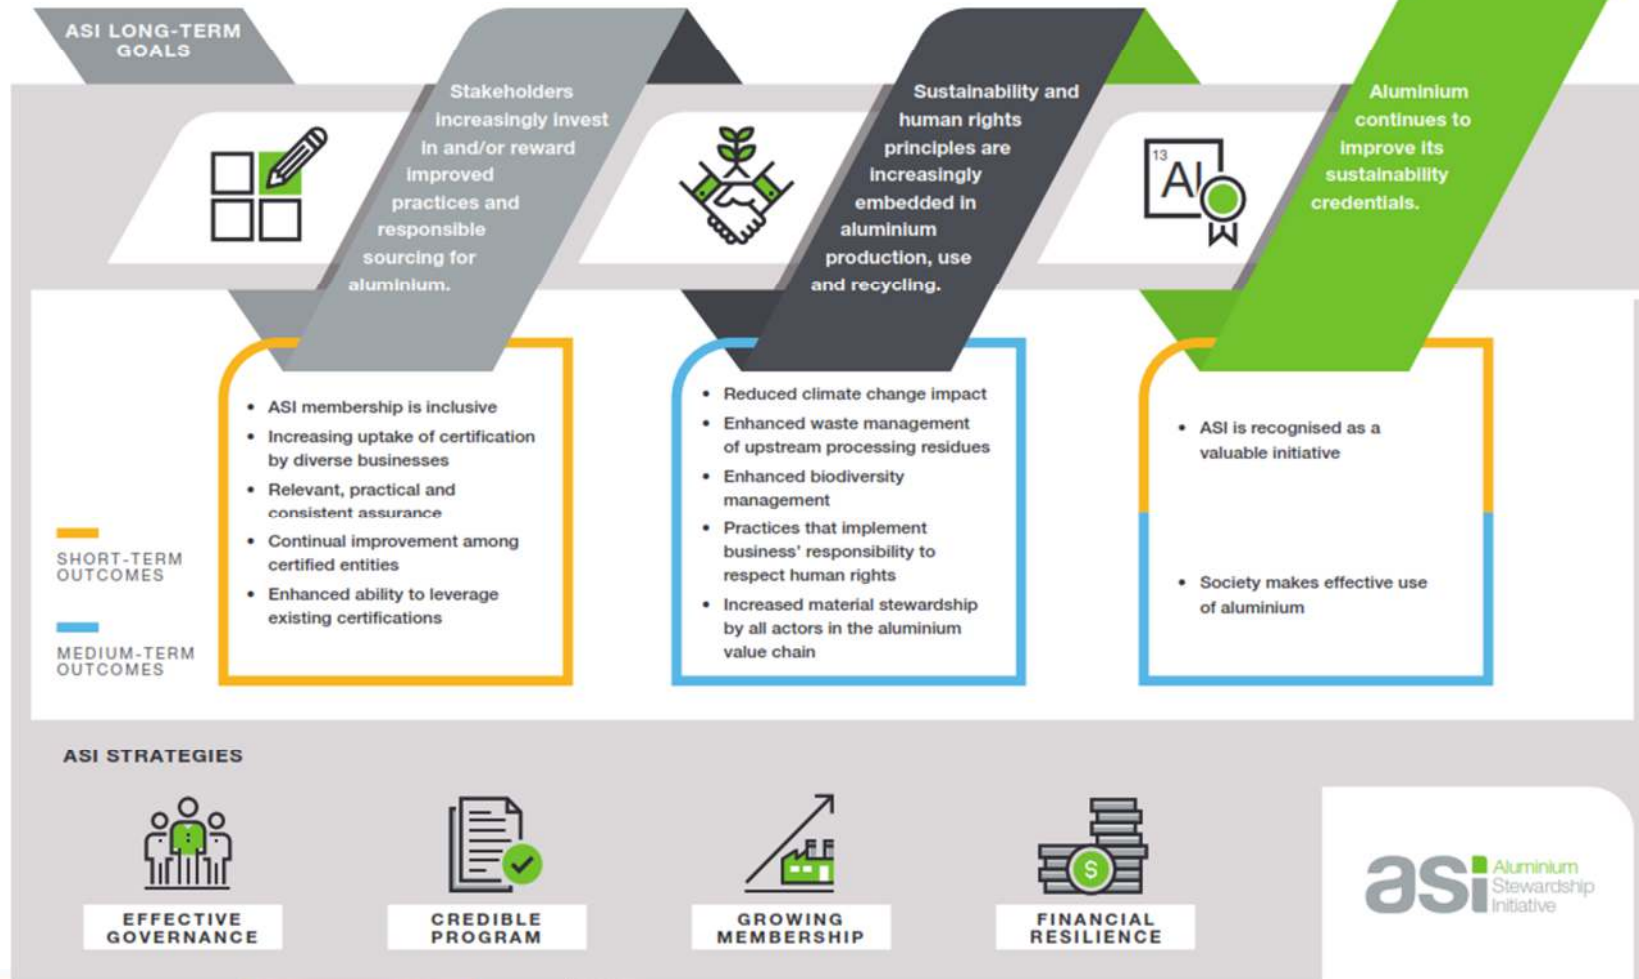 ASI LONG-TERM
GOALS
Stakeholders
increasingly invest
in and/or reward
improved
practices and
responsible
sourcing for
aluminium.
Sustainability and
human rights
principles are
increasingly
embedded in
aluminium
production, use
and recycling.
13
Al
Aluminium
continues to
improve its
sustainability
credentials.
• ASI membership is inclusive
• Increasing uptake of certification
by diverse businesses
• Relevant, practical and
consistent assurance
• Continual improvement among
certified entities
• Enhanced ability to leverage
existing certifications
• Reduced climate change impact
• Enhanced waste management
of upstream processing residues
• Enhanced biodiversity
management
• Practices that implement
business' responsibility to
respect human rights
• Increased material stewardship
by all actors in the aluminium
value chain
• ASI is recognised as a
valuable initiative
• Society makes effective use
of aluminium
SHORT-TERM
OUTCOMES
MEDIUM-TERM
OUTCOMES
ASI STRATEGIES
$
EFFECTIVE
GOVERNANCE
CREDIBLE
PROGRAM
GROWING
MEMBERSHIP
FINANCIAL
RESILIENCE
asi
Aluminium
Stewardship
Initiative